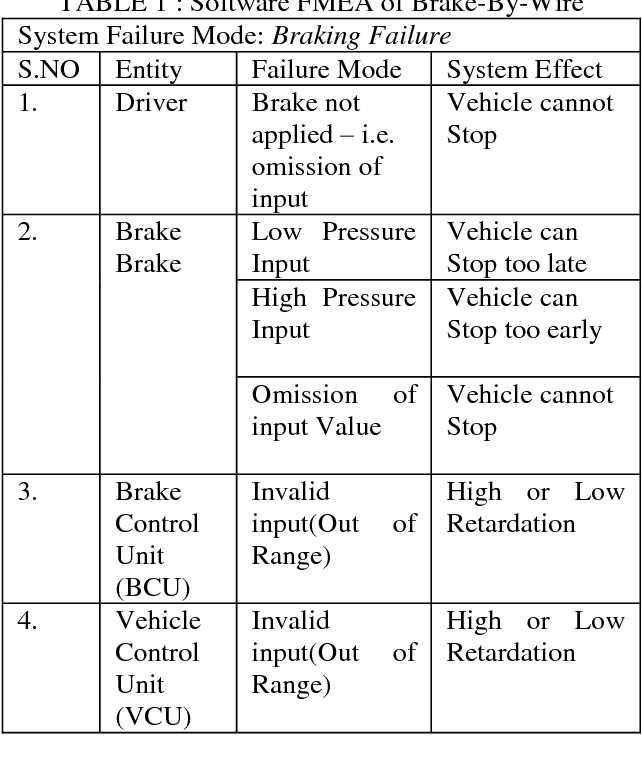 TABLE 1 : Software FMEA of Brake-By-Wire
System Failure Mode: Braking Failure
S.NO Entity Failure Mode System Effect
1. Driver Brake not Vehicle cannot
applied – i.e. Stop
omission of
input
2. Brake Low Pressure Vehicle can
Brake Input Stop too late
High Pressure Vehicle can
Input Stop too early
Omission of Vehicle cannot
input Value Stop
3. Brake Invalid High or Low
Control input(Out of Retardation
Unit Range)
(BCU)
4. Vehicle Invalid High or Low
Control input(Out of Retardation
Unit Range)
(VCU)